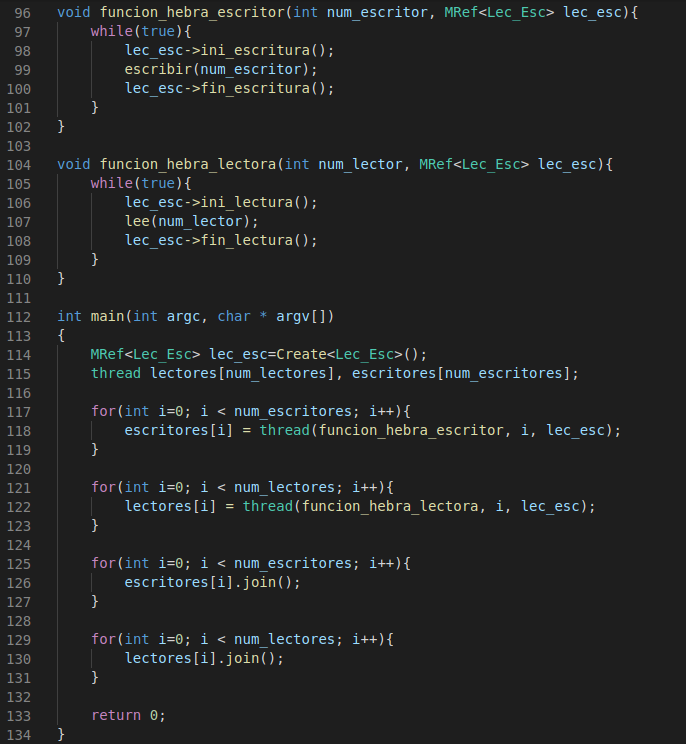 96 void funcion_hebra_escritor(int num_escritor, MRef<Lec_Esc> lec_esc){
97     while(true){
98         lec_esc->ini_escritura();
99         escribir(num_escritor);
100         lec_esc->fin_escritura();
101     }
102 }
103
104 void funcion_hebra_lectora(int num_lector, MRef<Lec_Esc> lec_esc){
105     while(true){
106         lec_esc->ini_lectura();
107         lee(num_lector);
108         lec_esc->fin_lectura();
109     }
110 }
111
112 int main(int argc, char * argv[])
113 {
114     MRef<Lec_Esc> lec_esc=Create<Lec_Esc>();
115     thread lectores[num_lectores], escritores[num_escritores];
116
117     for(int i=0; i < num_escritores; i++){
118         escritores[i] = thread(funcion_hebra_escritor, i, lec_esc);
119     }
120
121     for(int i=0; i < num_lectores; i++){
122         lectores[i] = thread(funcion_hebra_lectora, i, lec_esc);
123     }
124
125     for(int i=0; i < num_escritores; i++){
126         escritores[i].join();
127     }
128
129     for(int i=0; i < num_lectores; i++){
130         lectores[i].join();
131     }
132
133     return 0;
134 }